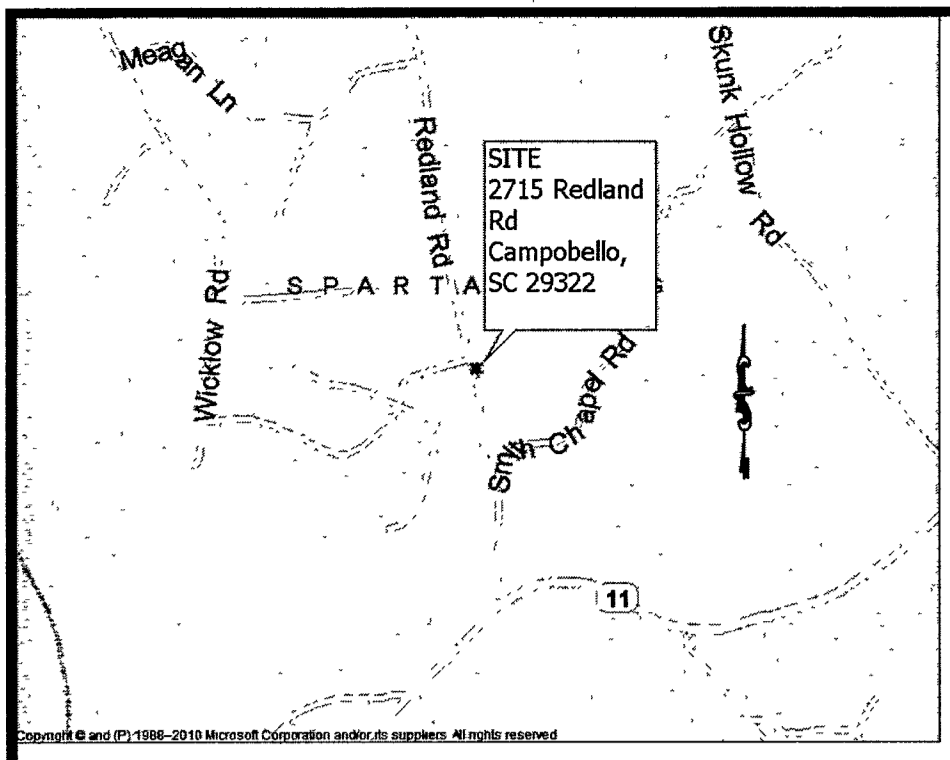 Meagan Ln
Redland Rd
Skunk Hollow Rd
SITE
2715 Redland
Rd
Campobello,
SC 29322
S P A R T A G
Wicklow Rd
Smith Chapel Rd
11
Copyright © and (P) 1988–2010 Microsoft Corporation and/or its suppliers All rights reserved